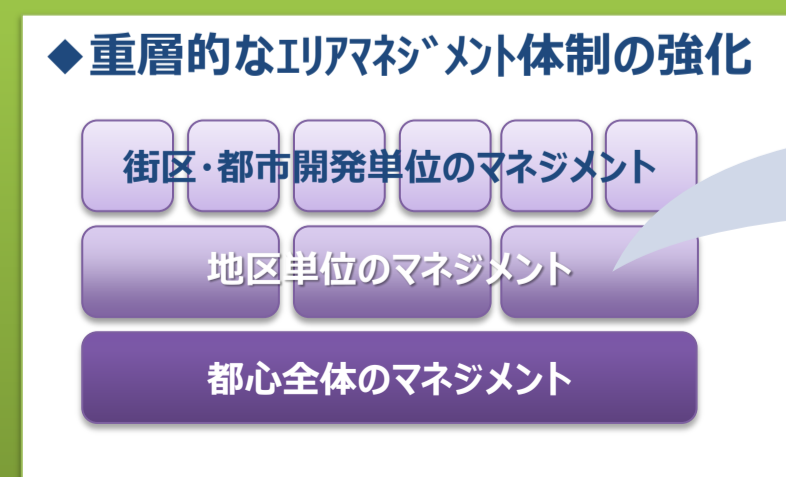 ◆重層的なｴﾘｱﾏﾈｼﾞﾒﾝﾄ体制の強化
街区・都市開発単位のマネジメント
地区単位のマネジメント
都心全体のマネジメント